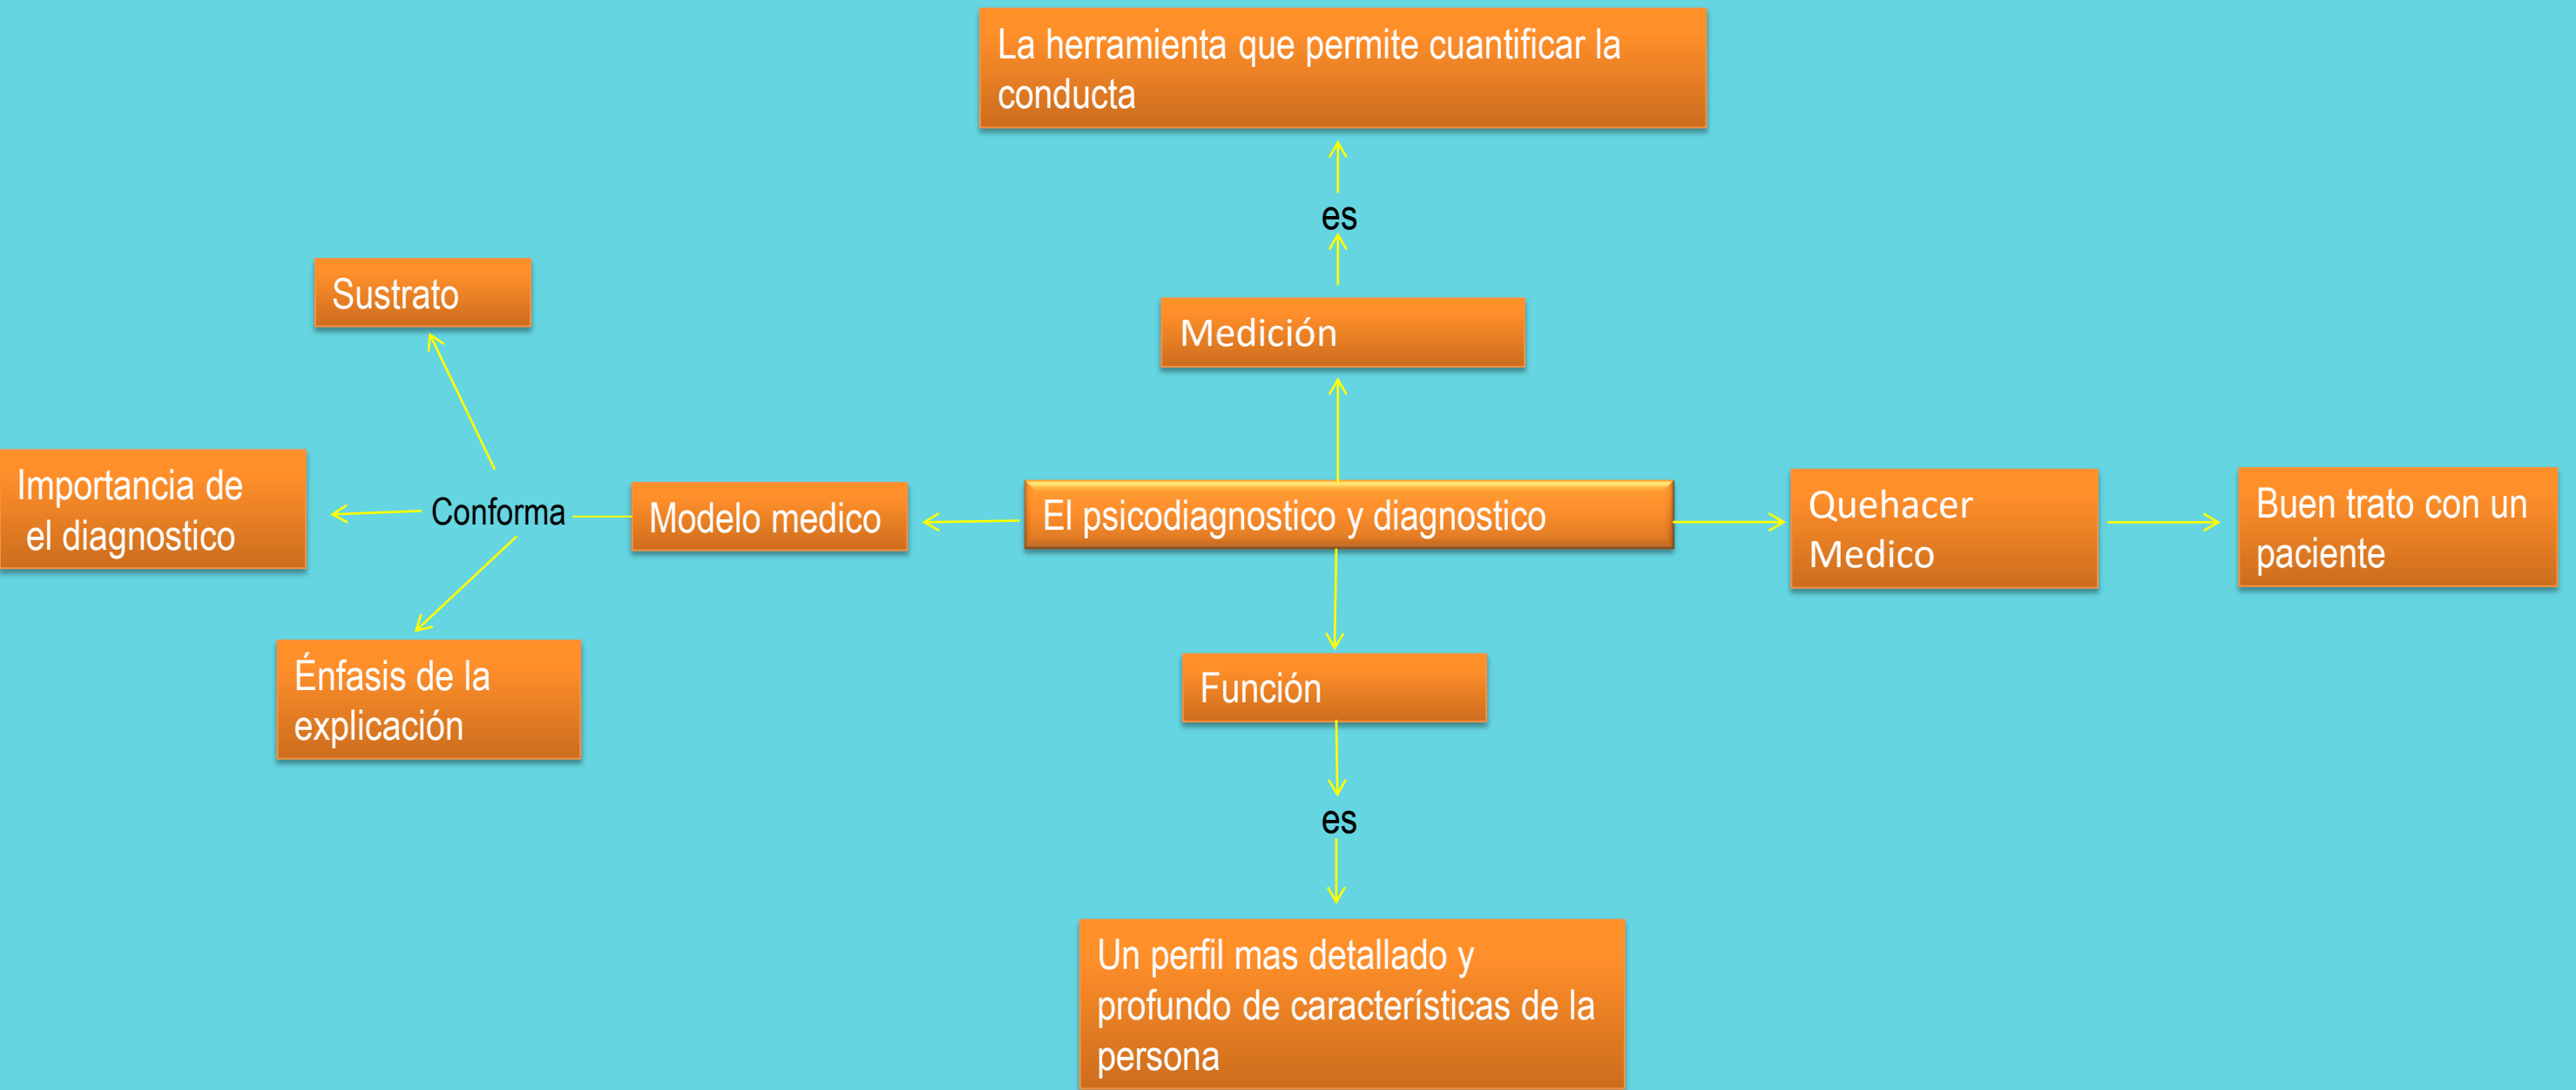 La herramienta que permite cuantificar la
conducta
es
Sustrato
Medición
Importancia de
el diagnostico
Conforma
Modelo medico
El psicodiagnostico y diagnostico
Quehacer
Medico
Buen trato con un
paciente
Énfasis de la
explicación
Función
es
Un perfil mas detallado y
profundo de características de la
persona